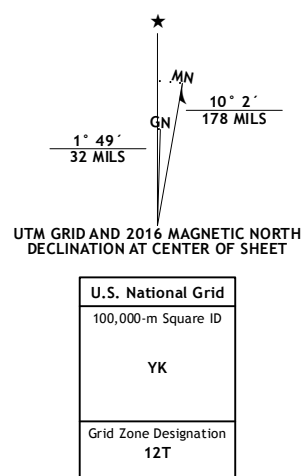 ★
MN
GN
10° 2´
178 MILS
1° 49´
32 MILS
UTM GRID AND 2016 MAGNETIC NORTH
DECLINATION AT CENTER OF SHEET
U.S. National Grid
100,000-m Square ID
YK
Grid Zone Designation
12T